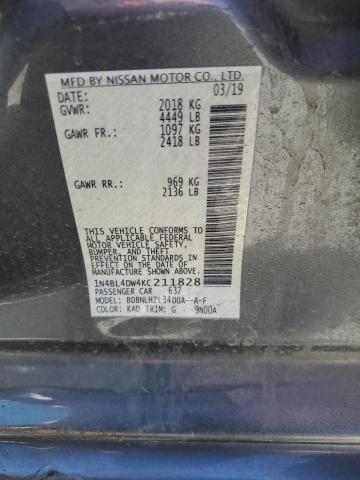 MFD BY NISSAN MOTOR CO., LTD.
DATE: 03/19
GVWR: 2018 KG
4449 LB
GAWR FR.: 1097 KG
2418 LB
GAWR RR.: 969 KG
2136 LB
THIS VEHICLE CONFORMS TO
ALL APPLICABLE FEDERAL
MOTOR VEHICLE SAFETY,
BUMPER, AND THEFT
PREVENTION STANDARDS
IN EFFECT ON THE DATE OF
MANUFACTURE SHOWN ABOVE.
1N4BL4DW4KC211828
PASSENGER CAR 637
MODEL: BDBNLHZL34DUA--A-F
COLOR: KAD TRIM: G 9N00A